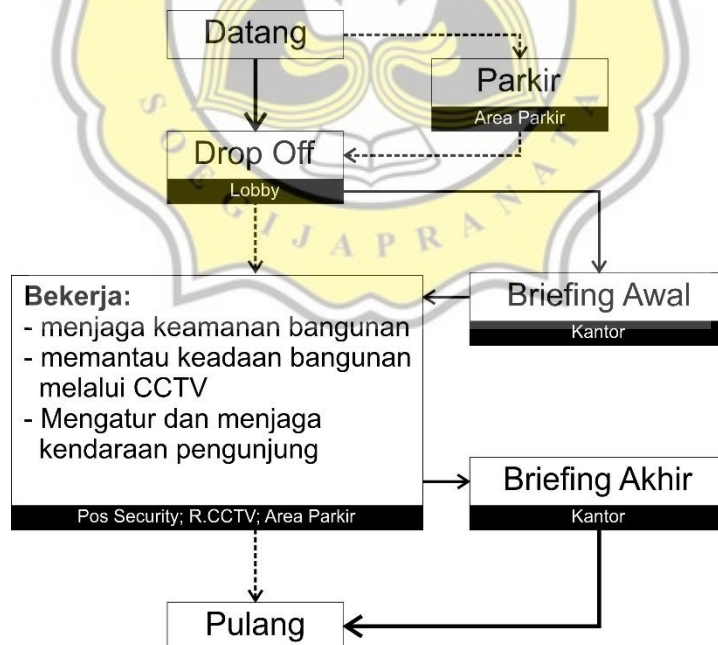 Datang
Parkir
Area Parkir
Drop Off
Lobby
SOEGIJAPRANATA
Bekerja:
- menjaga keamanan bangunan
- memantau keadaan bangunan
melalui CCTV
- Mengatur dan menjaga
kendaraan pengunjung
Pos Security; R.CCTV; Area Parkir
Briefing Awal
Kantor
Briefing Akhir
Kantor
Pulang